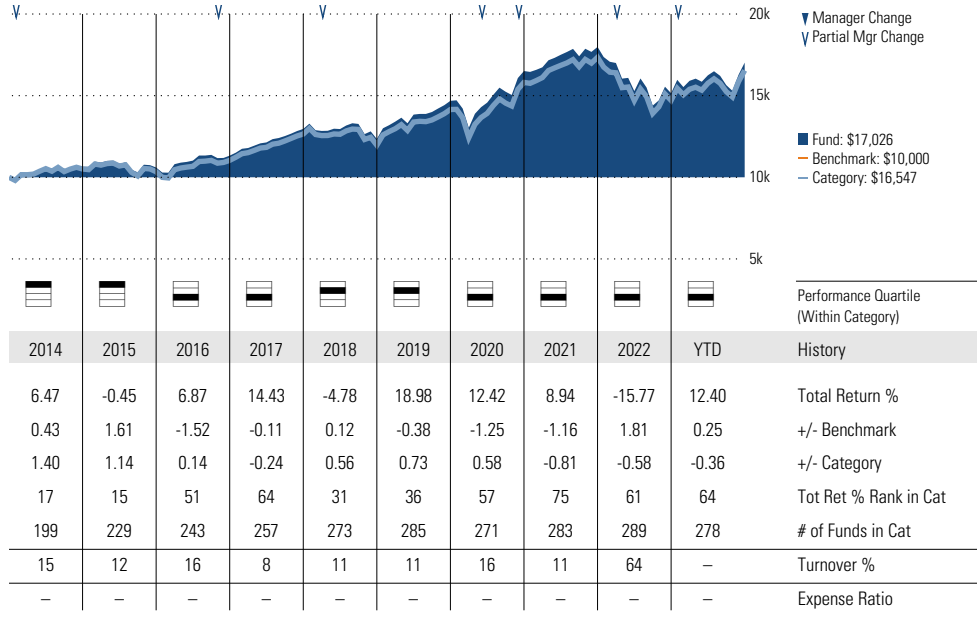 20k
Manager Change
Partial Mgr Change
15k
Fund: $17,026
Benchmark: $10,000
10k
Category: $16,547
5k
Performance Quartile
(Within Category)
2014 2015 2016 2017 2018 2019 2020 2021 2022 YTD History
6.47 -0.45 6.87 14.43 -4.78 18.98 12.42 8.94 -15.77 12.40 Total Return %
0.43 1.61 -1.52 -0.11 0.12 -0.38 -1.25 -1.16 1.81 0.25 +/- Benchmark
1.40 1.14 0.14 -0.24 0.56 0.73 0.58 -0.81 -0.58 -0.36 +/- Category
17 15 51 64 31 36 57 75 61 64 Tot Ret % Rank in Cat
199 229 243 257 273 285 271 283 289 278 # of Funds in Cat
15 12 16 8 11 11 16 11 64 – Turnover %
– – – – – – – – – – Expense Ratio